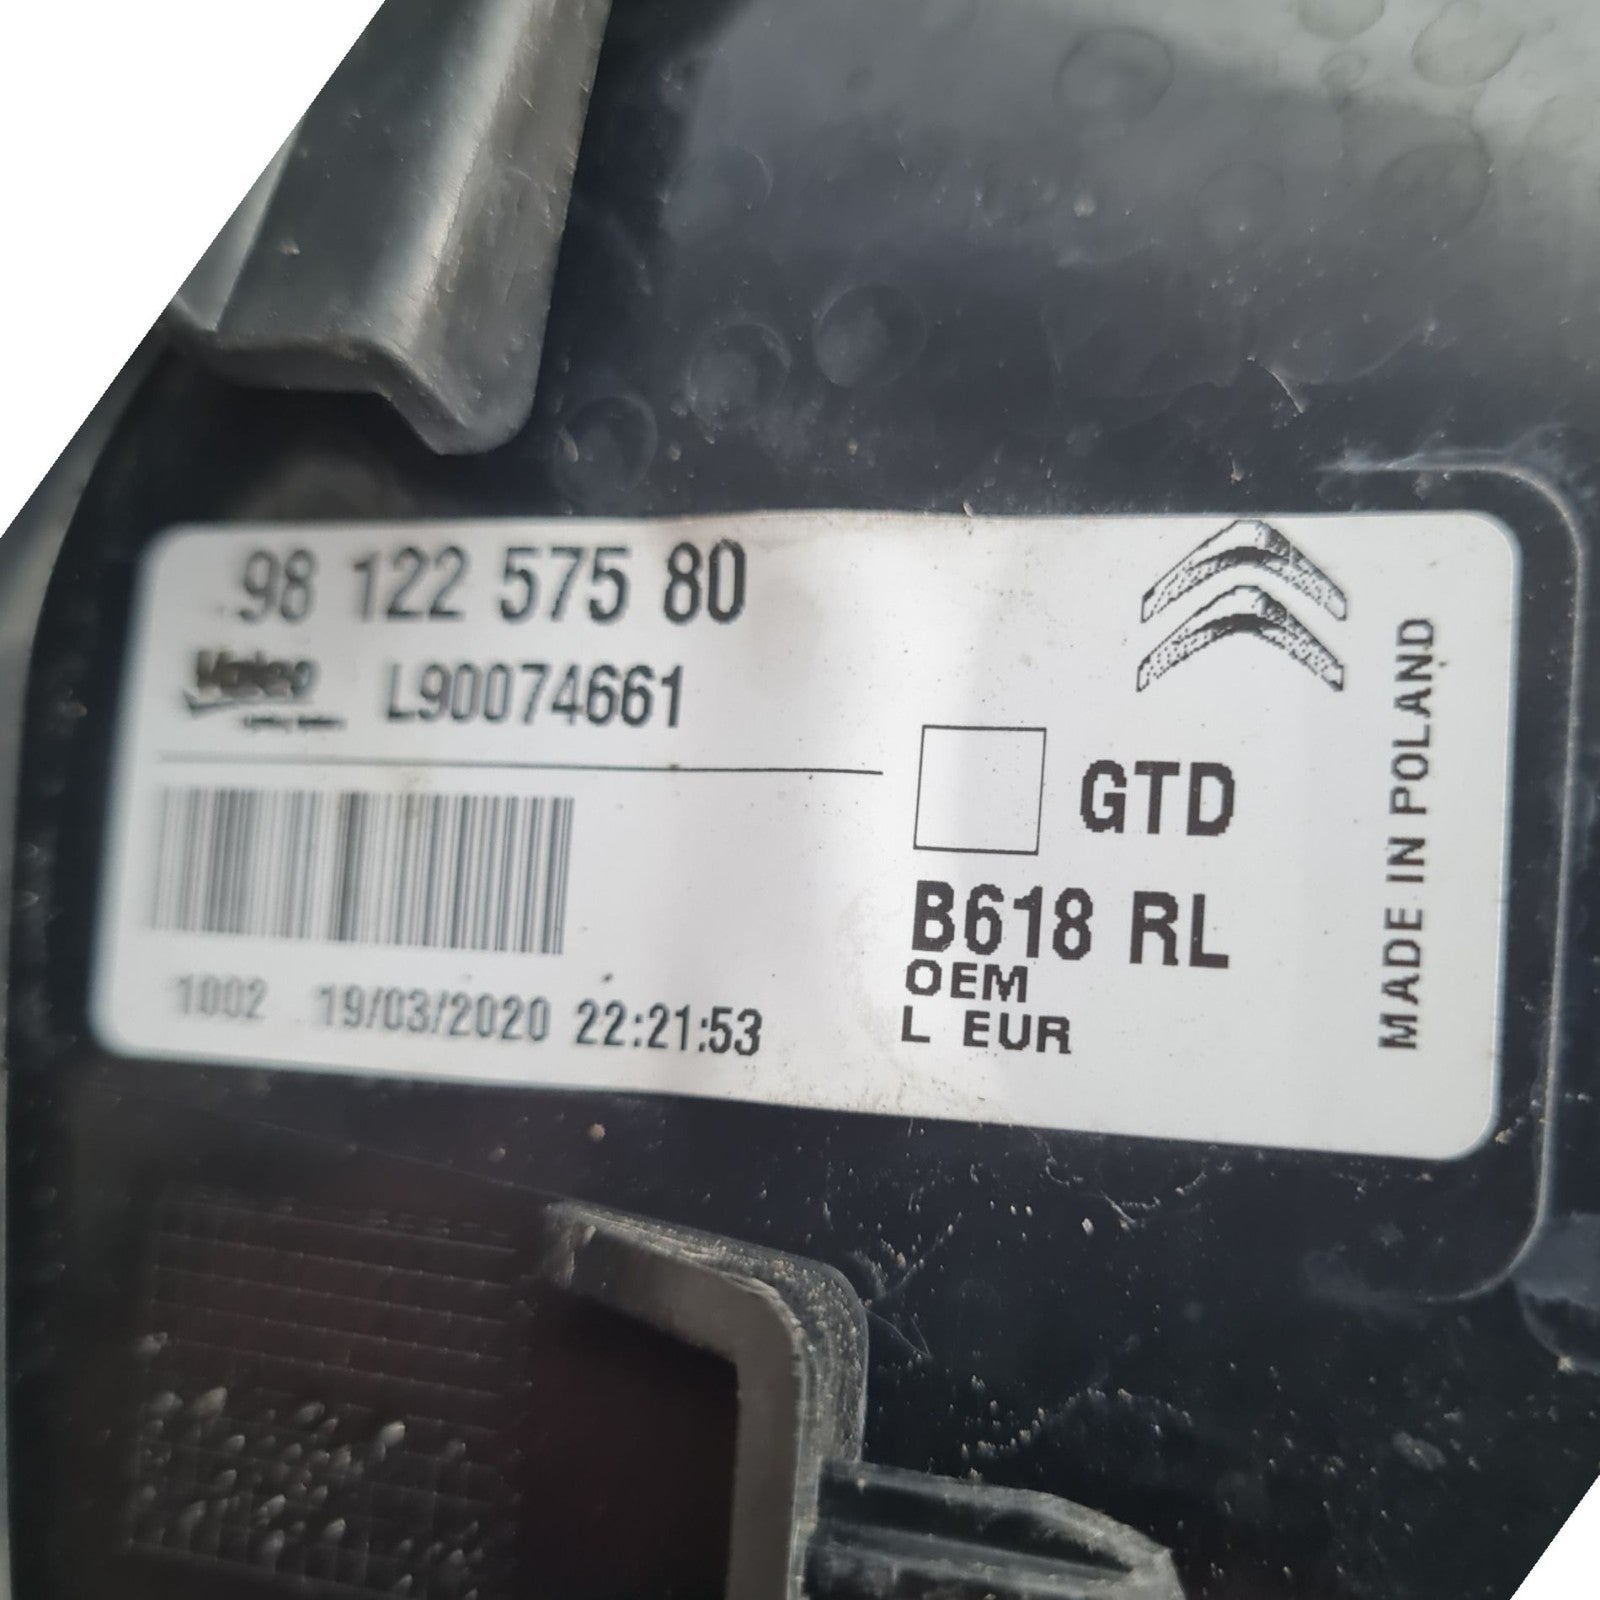 98 122 575 80
Valeo
L90074661
GTD
B618 RL
OEM
L EUR
1002 19/03/2020 22:21:53
MADE IN POLAND